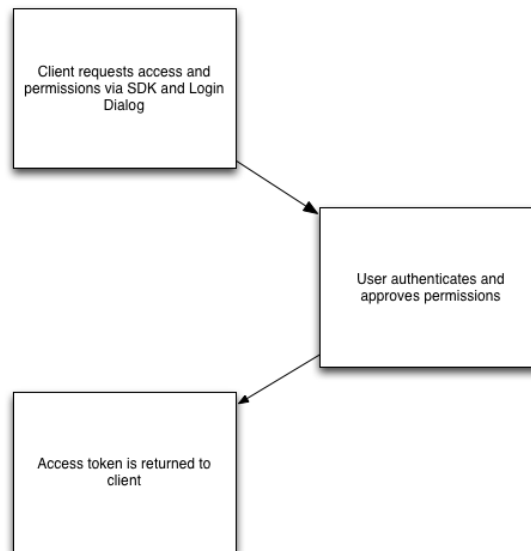 Client requests access and
permissions via SDK and Login
Dialog
User authenticates and
approves permissions
Access token is returned to
client